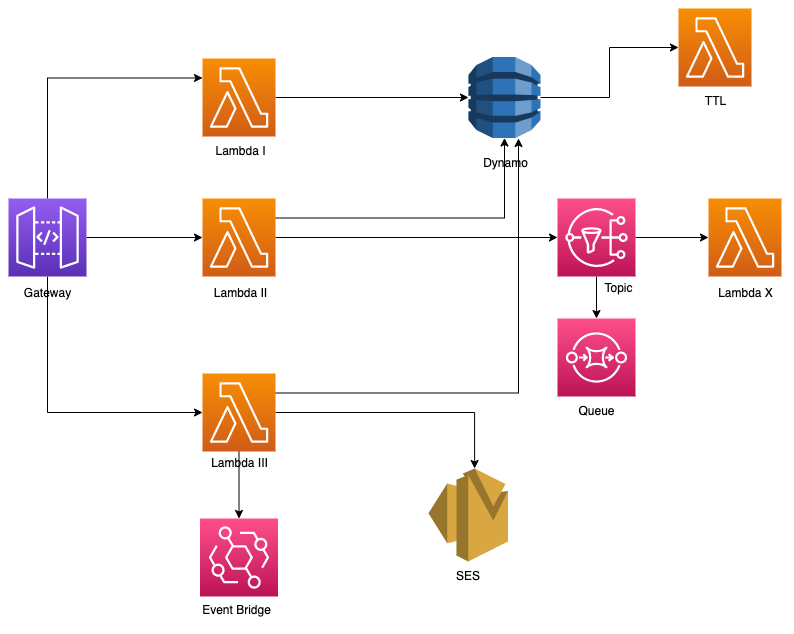 TTL
Lambda I
Dynamo
</>
Gateway
Lambda II
Topic
Lambda X
Queue
Lambda III
SES
Event Bridge